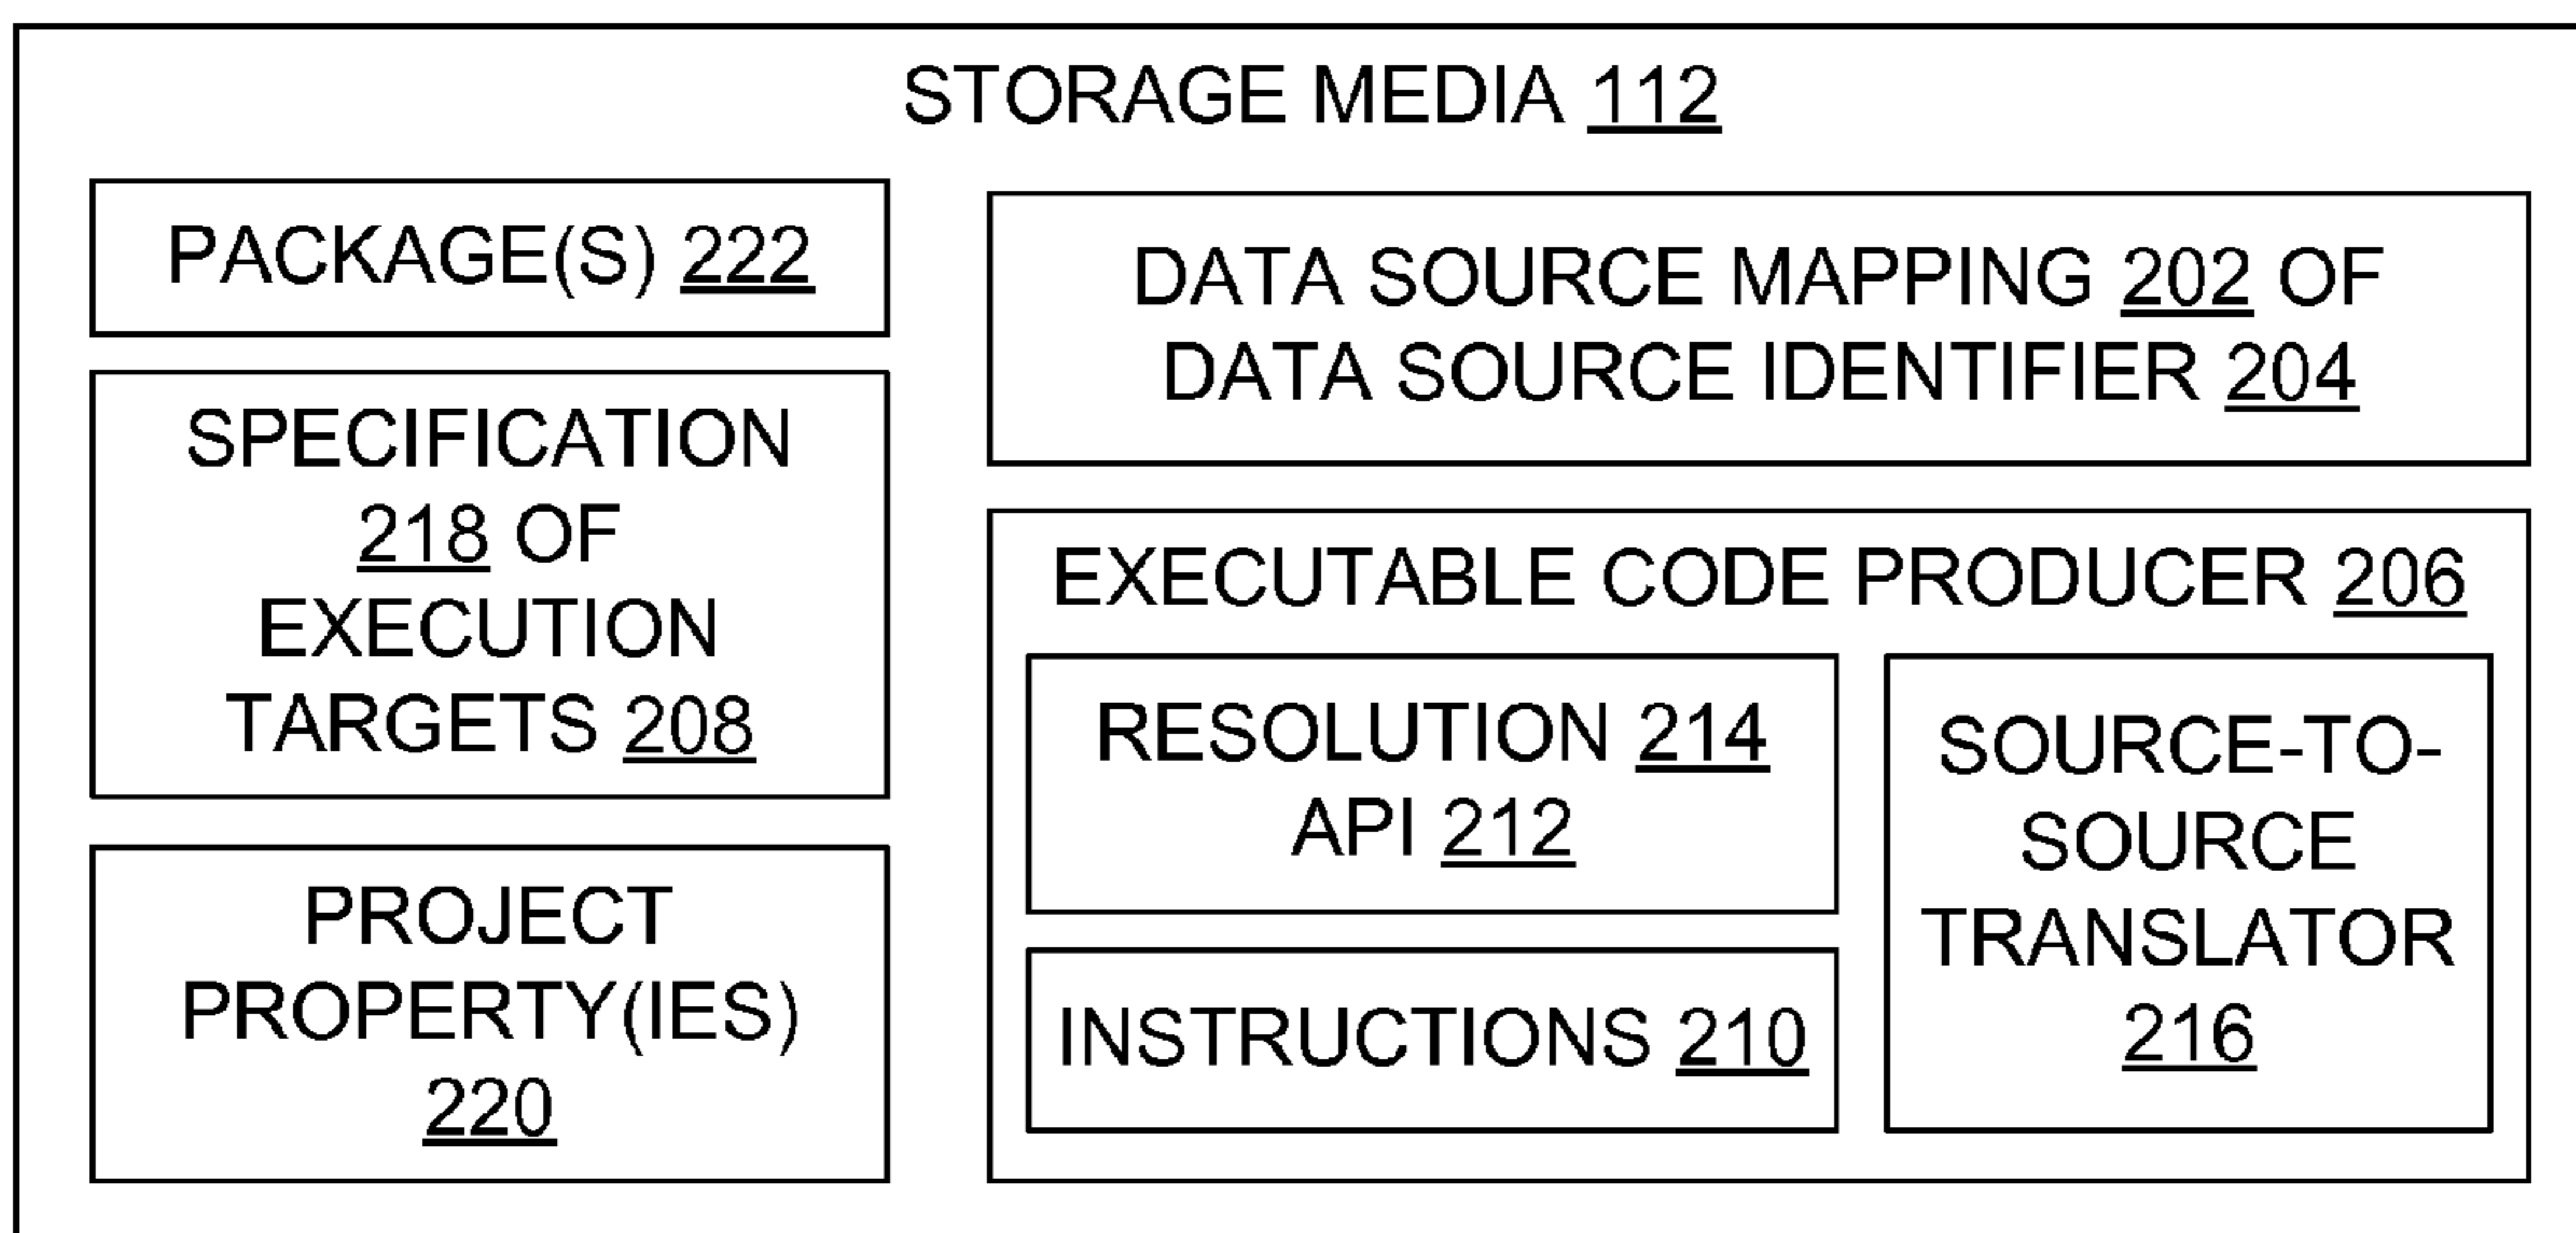 STORAGE MEDIA 112
PACKAGE(S) 222
SPECIFICATION
218 OF
EXECUTION
TARGETS 208
PROJECT
PROPERTY(IES)
220
DATA SOURCE MAPPING 202 OF
DATA SOURCE IDENTIFIER 204
EXECUTABLE CODE PRODUCER 206
RESOLUTION 214
API 212
INSTRUCTIONS 210
SOURCE-TO-
SOURCE
TRANSLATOR
216